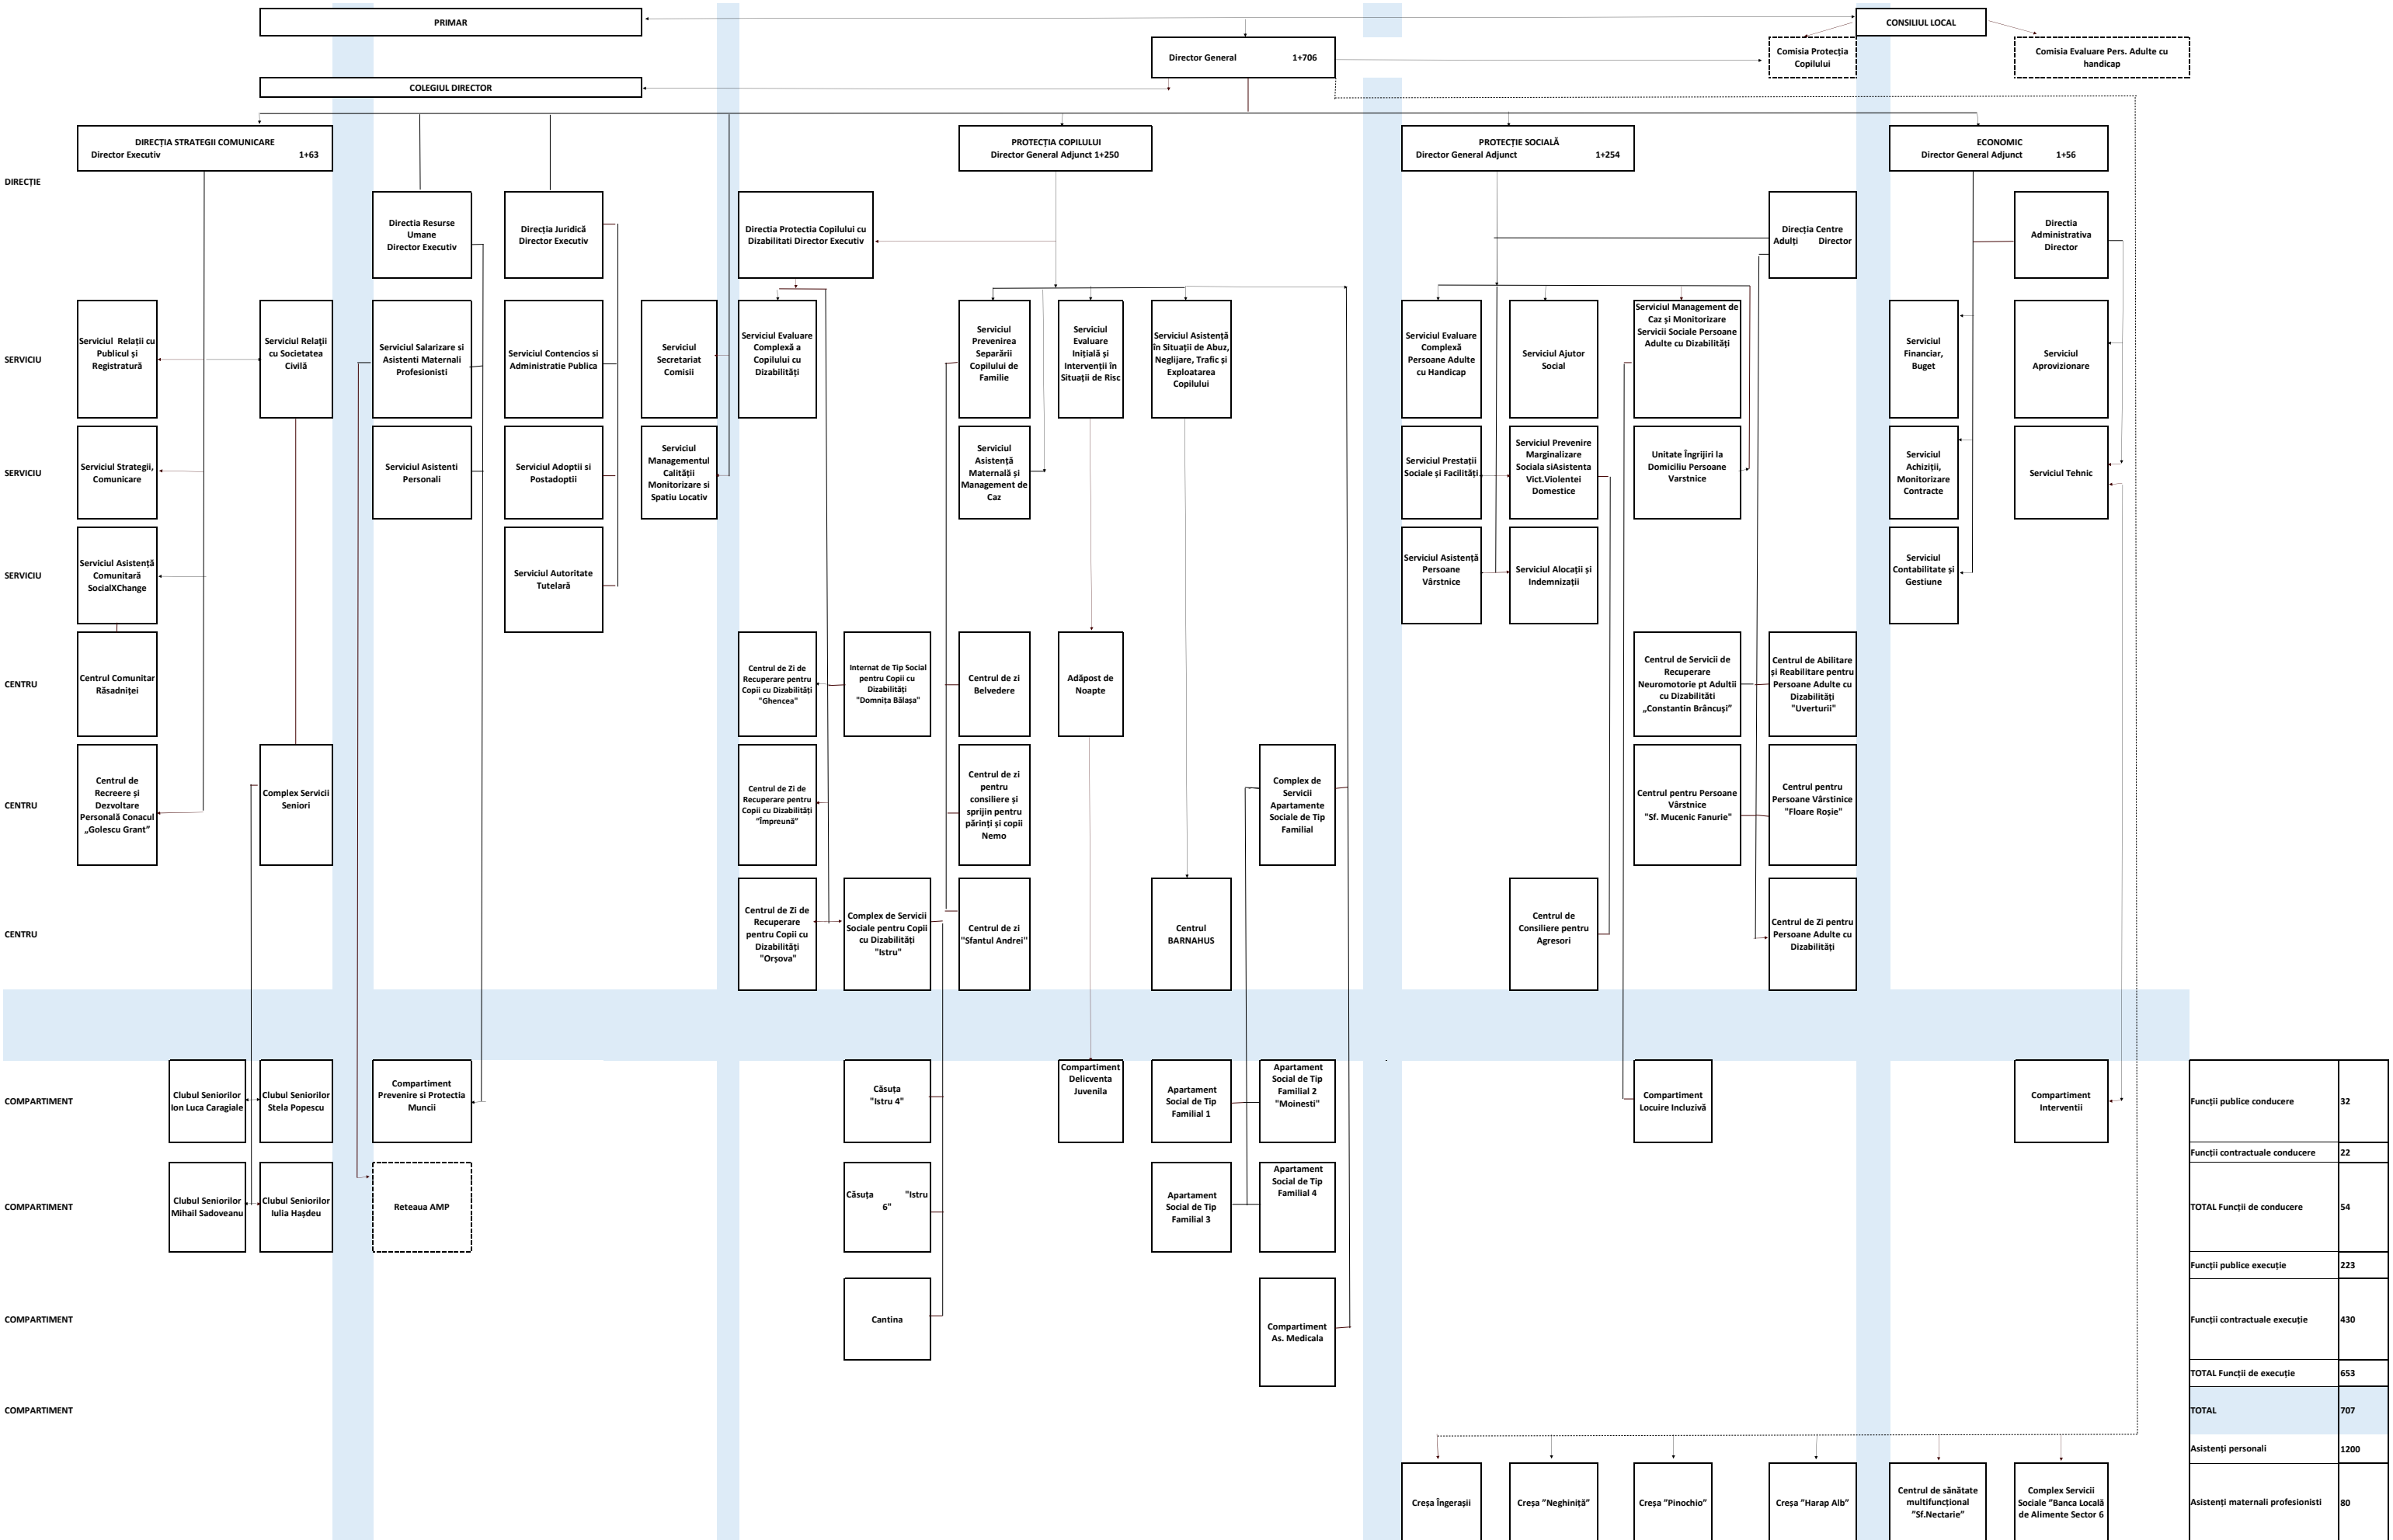 PRIMAR
CONSILIUL LOCAL
Director General 1+706
Comisia Protecția
Copilului
Comisia Evaluare Pers. Adulte cu
handicap
COLEGIUL DIRECTOR
DIRECȚIA STRATEGII COMUNICARE
Director Executiv 1+63
PROTECȚIA COPILULUI
Director General Adjunct 1+250
PROTECȚIE SOCIALĂ
Director General Adjunct 1+254
ECONOMIC
Director General Adjunct 1+56
DIRECȚIE
Directia Resurse
Umane
Director Executiv
Direcția Juridică
Director Executiv
Directia Protectia Copilului cu
Dizabilitati Director Executiv
Direcția Centre
Adulți Director
Directia
Administrativa
Director
SERVICIU
Serviciul Relații cu
Publicul și
Registratură
Serviciul Relații
cu Societatea
Civilă
Serviciul Salarizare si
Asistenti Maternali
Profesionisti
Serviciul Contencios si
Administratie Publica
Serviciul
Secretariat
Comisii
Serviciul Evaluare
Complexă a
Copilului cu
Dizabilități
Serviciul
Prevenirea
Separării
Copilului de
Familie
Serviciul
Evaluare
Inițială și
Intervenții în
Situații de Risc
Serviciul Asistență
în Situații de Abuz,
Neglijare, Trafic și
Exploatarea
Copilului
Serviciul Evaluare
Complexă
Persoane Adulte
cu Handicap
Serviciul Ajutor
Social
Serviciul Management de
Caz și Monitorizare
Servicii Sociale Persoane
Adulte cu Dizabilități
Serviciul
Financiar,
Buget
Serviciul
Aprovizionare
SERVICIU
Serviciul Strategii,
Comunicare
Serviciul Asistenti
Personali
Serviciul Adoptii si
Postadoptii
Serviciul
Managementul
Calității
Monitorizare si
Spatiu Locativ
Serviciul
Asistență
Maternală și
Management de
Caz
Serviciul Prestații
Sociale și Facilități
Serviciul Prevenire
Marginalizare
Sociala siAsistenta
Vict.Violentei
Domestice
Unitate Îngrijiri la
Domiciliu Persoane
Varstnice
Serviciul
Achiziții,
Monitorizare
Contracte
Serviciul Tehnic
SERVICIU
Serviciul Asistență
Comunitară
SocialXChange
Serviciul Autoritate
Tutelară
Serviciul Asistență
Persoane
Vârstnice
Serviciul Alocații și
Indemnizații
Serviciul
Contabilitate și
Gestiune
CENTRU
Centrul Comunitar
Răsadniței
Centrul de Zi de
Recuperare pentru
Copii cu Dizabilități
"Ghencea"
Internat de Tip Social
pentru Copii cu
Dizabilități
"Domnița Bălașa"
Centrul de zi
Belvedere
Adăpost de
Noapte
Centrul de Servicii de
Recuperare
Neuromotorie pt Adultii
cu Dizabilităti
„Constantin Brâncuși”
Centrul de Abilitare
și Reabilitare pentru
Persoane Adulte cu
Dizabilități
"Uverturii"
CENTRU
Centrul de
Recreere și
Dezvoltare
Personală Conacul
„Golescu Grant”
Complex Servicii
Seniori
Centrul de Zi de
Recuperare pentru
Copii cu Dizabilități
“Împreună”
Centrul de zi
pentru
consiliere și
sprijin pentru
părinți și copii
Nemo
Complex de
Servicii
Apartamente
Sociale de Tip
Familial
Centrul pentru Persoane
Vârstnice
"Sf. Mucenic Fanurie"
Centrul pentru
Persoane Vârstinice
"Floare Roșie"
CENTRU
Centrul de Zi de
Recuperare
pentru Copii cu
Dizabilități
"Orșova"
Complex de Servicii
Sociale pentru Copii
cu Dizabilități
"Istru"
Centrul de zi
"Sfantul Andrei"
Centrul
BARNAHUS
Centrul de
Consiliere pentru
Agresori
Centrul de Zi pentru
Persoane Adulte cu
Dizabilități
COMPARTIMENT
Clubul Seniorilor
Ion Luca Caragiale
Clubul Seniorilor
Stela Popescu
Compartiment
Prevenire si Protectia
Muncii
Căsuța
"Istru 4"
Compartiment
Delicventa
Juvenila
Apartament
Social de Tip
Familial 1
Apartament
Social de Tip
Familial 2
"Moinesti"
Compartiment
Locuire Incluzivă
Compartiment
Interventii
Funcții publice conducere 32
Funcții contractuale conducere 22
COMPARTIMENT
Clubul Seniorilor
Mihail Sadoveanu
Clubul Seniorilor
Iulia Hașdeu
Reteaua AMP
Căsuța "Istru
6"
Apartament
Social de Tip
Familial 3
Apartament
Social de Tip
Familial 4
TOTAL Funcții de conducere 54
Funcții publice execuție 223
COMPARTIMENT
Cantina
Compartiment
As. Medicala
Funcții contractuale execuție 430
TOTAL Funcții de execuție 653
COMPARTIMENT
TOTAL 707
Asistenți personali 1200
Creșa Îngerașii
Creșa “Neghiniță”
Creșa “Pinochio”
Creșa “Harap Alb”
Centrul de sănătate
multifuncțional
“Sf.Nectarie”
Complex Servicii
Sociale “Banca Locală
de Alimente Sector 6
Asistenți maternali profesionisti 80